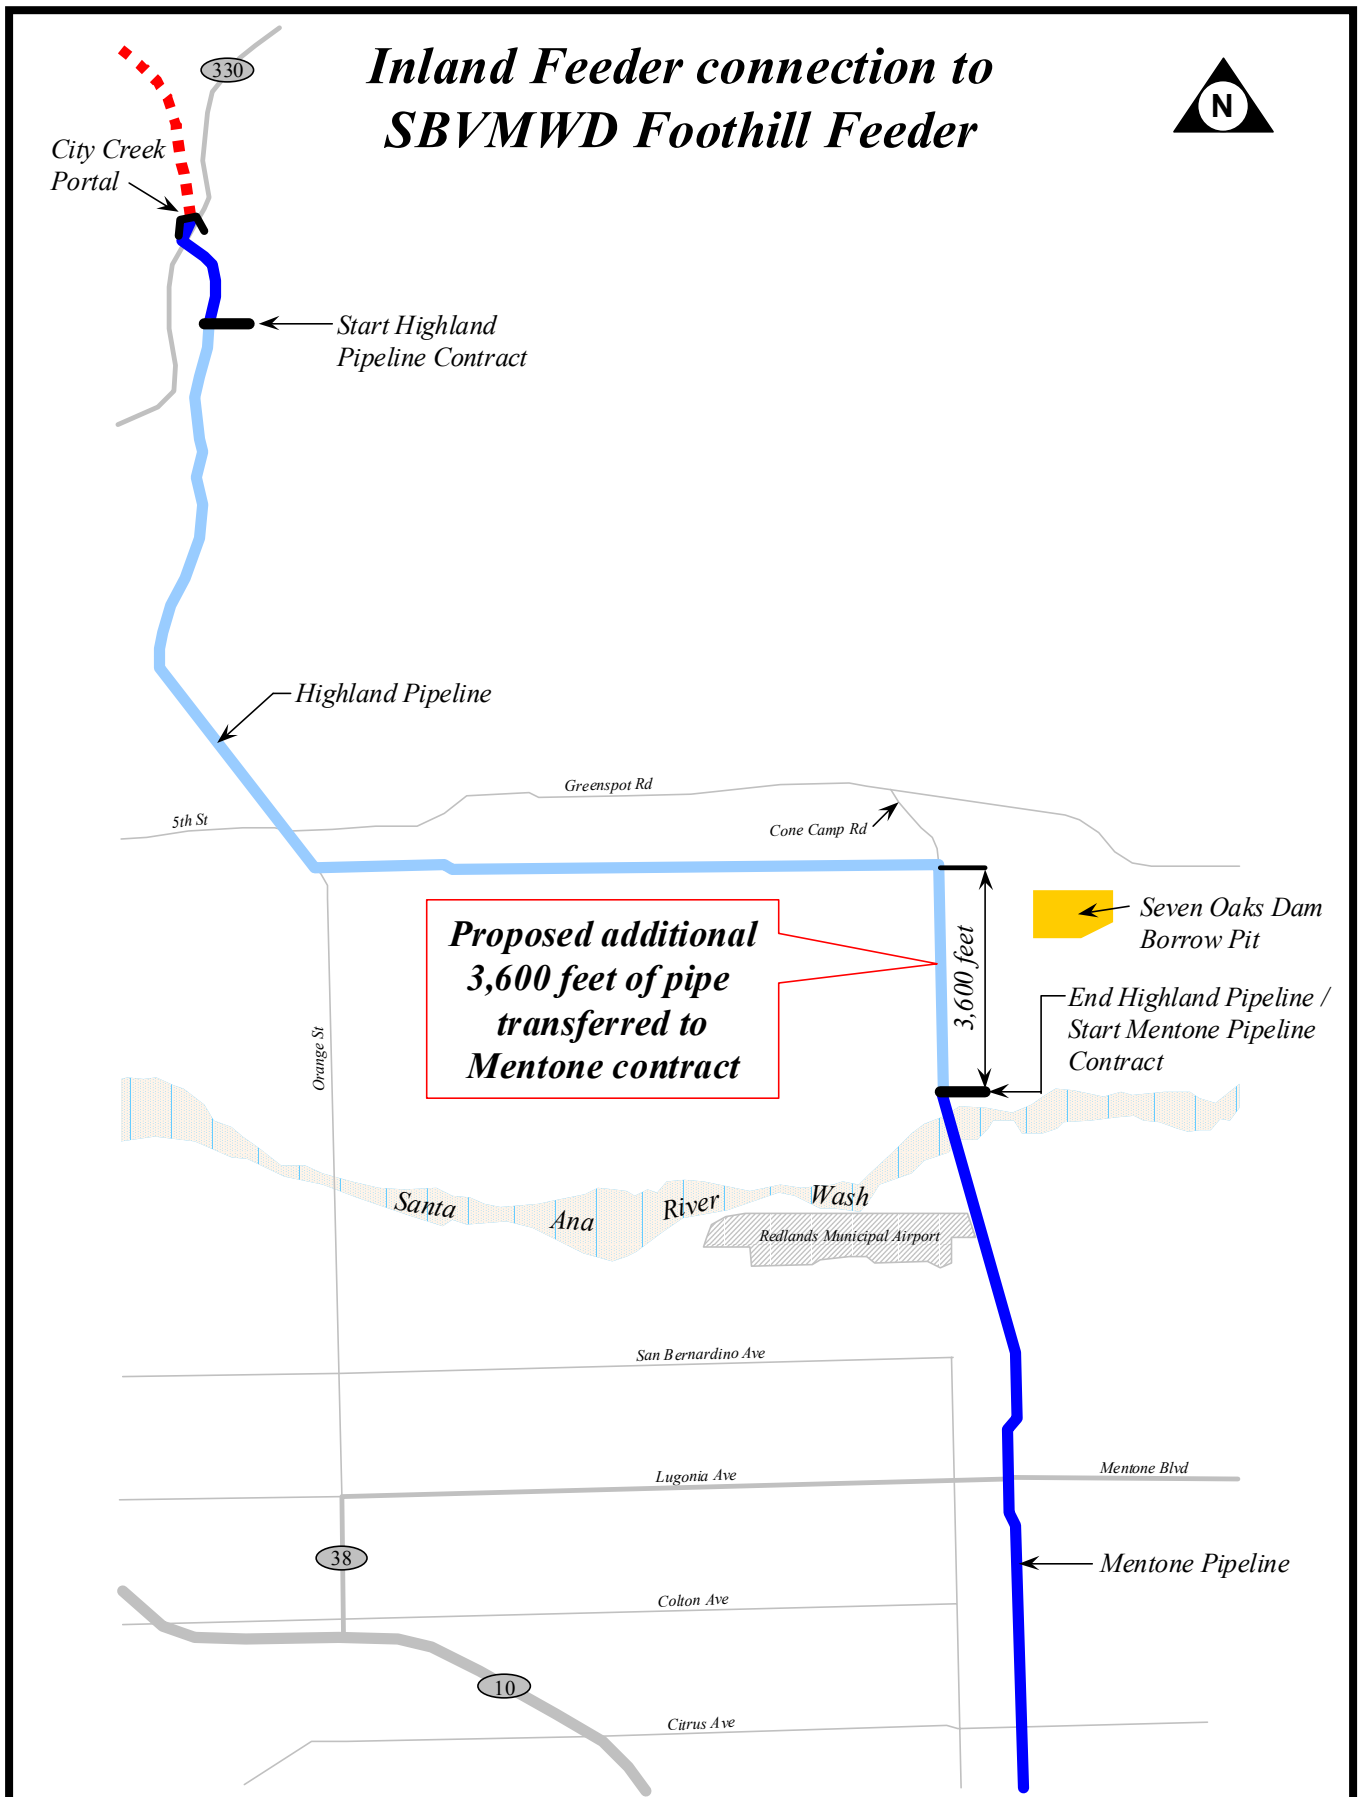 Inland Feeder connection to
SBVMWD Foothill Feeder
N
330
City Creek
Portal
Start Highland
Pipeline Contract
Highland Pipeline
Greenspot Rd
5th St
Cone Camp Rd
Seven Oaks Dam
Borrow Pit
Proposed additional
3,600 feet of pipe
transferred to
Mentone contract
3,600 feet
End Highland Pipeline /
Start Mentone Pipeline
Contract
Orange St
Santa Ana River Wash
Redlands Municipal Airport
San Bernardino Ave
Lugonia Ave
Mentone Blvd
38
Mentone Pipeline
Colton Ave
10
Citrus Ave